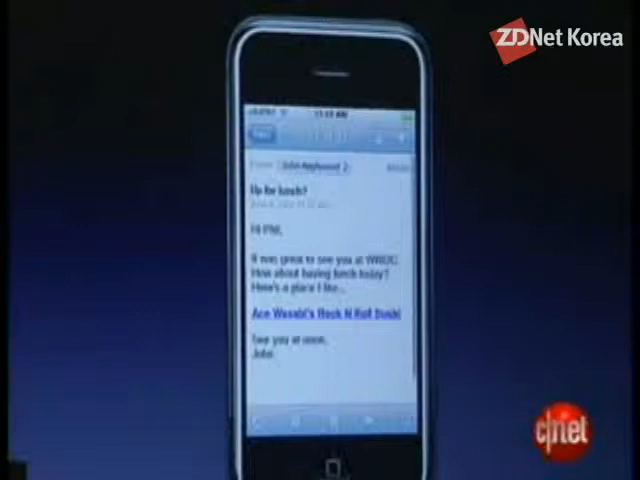 ZDNet Korea
Up for lunch?
Hi Phil,
It was great to see you at WWDC.
How about having lunch today?
Here's a place I like...
Ace Wasabi's Rock N Roll Sushi
See you at noon.
John
c|net